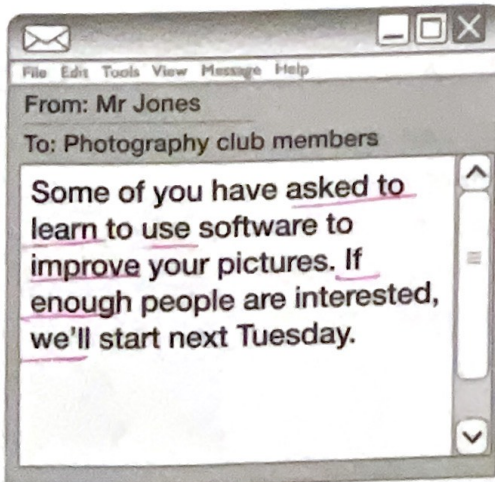 File Edit Tools View Message Help
From: Mr Jones
To: Photography club members
Some of you have asked to
learn to use software to
improve your pictures. If
enough people are interested,
we'll start next Tuesday.